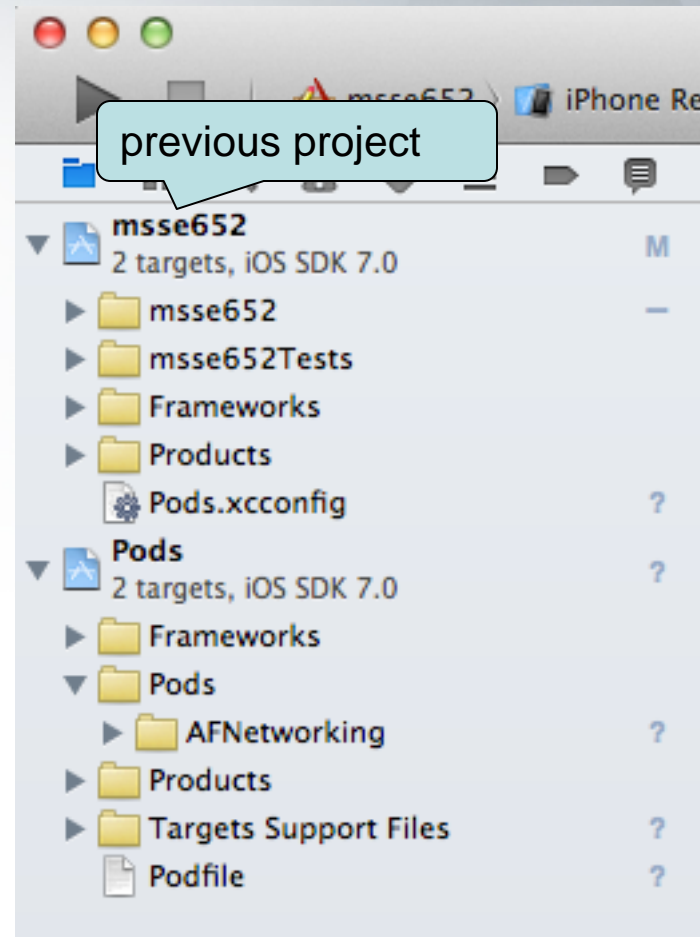 msse652 iPhone Re
previous project
msse652
2 targets, iOS SDK 7.0 M
msse652 –
msse652Tests
Frameworks
Products
Pods.xcconfig ?
Pods
2 targets, iOS SDK 7.0 ?
Frameworks
Pods
AFNetworking ?
Products
Targets Support Files ?
Podfile ?